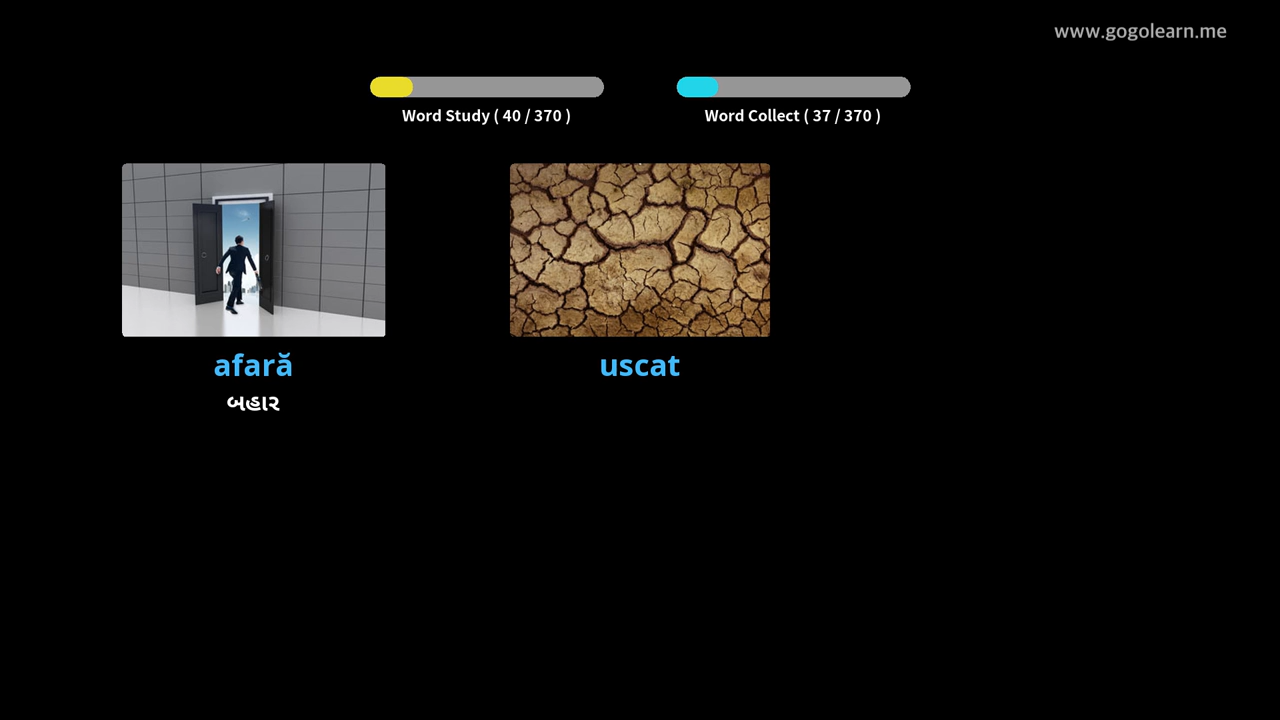 www.gogolearn.me
Word Study ( 40 / 370 )
Word Collect ( 37 / 370 )
afară
uscat
બહાર